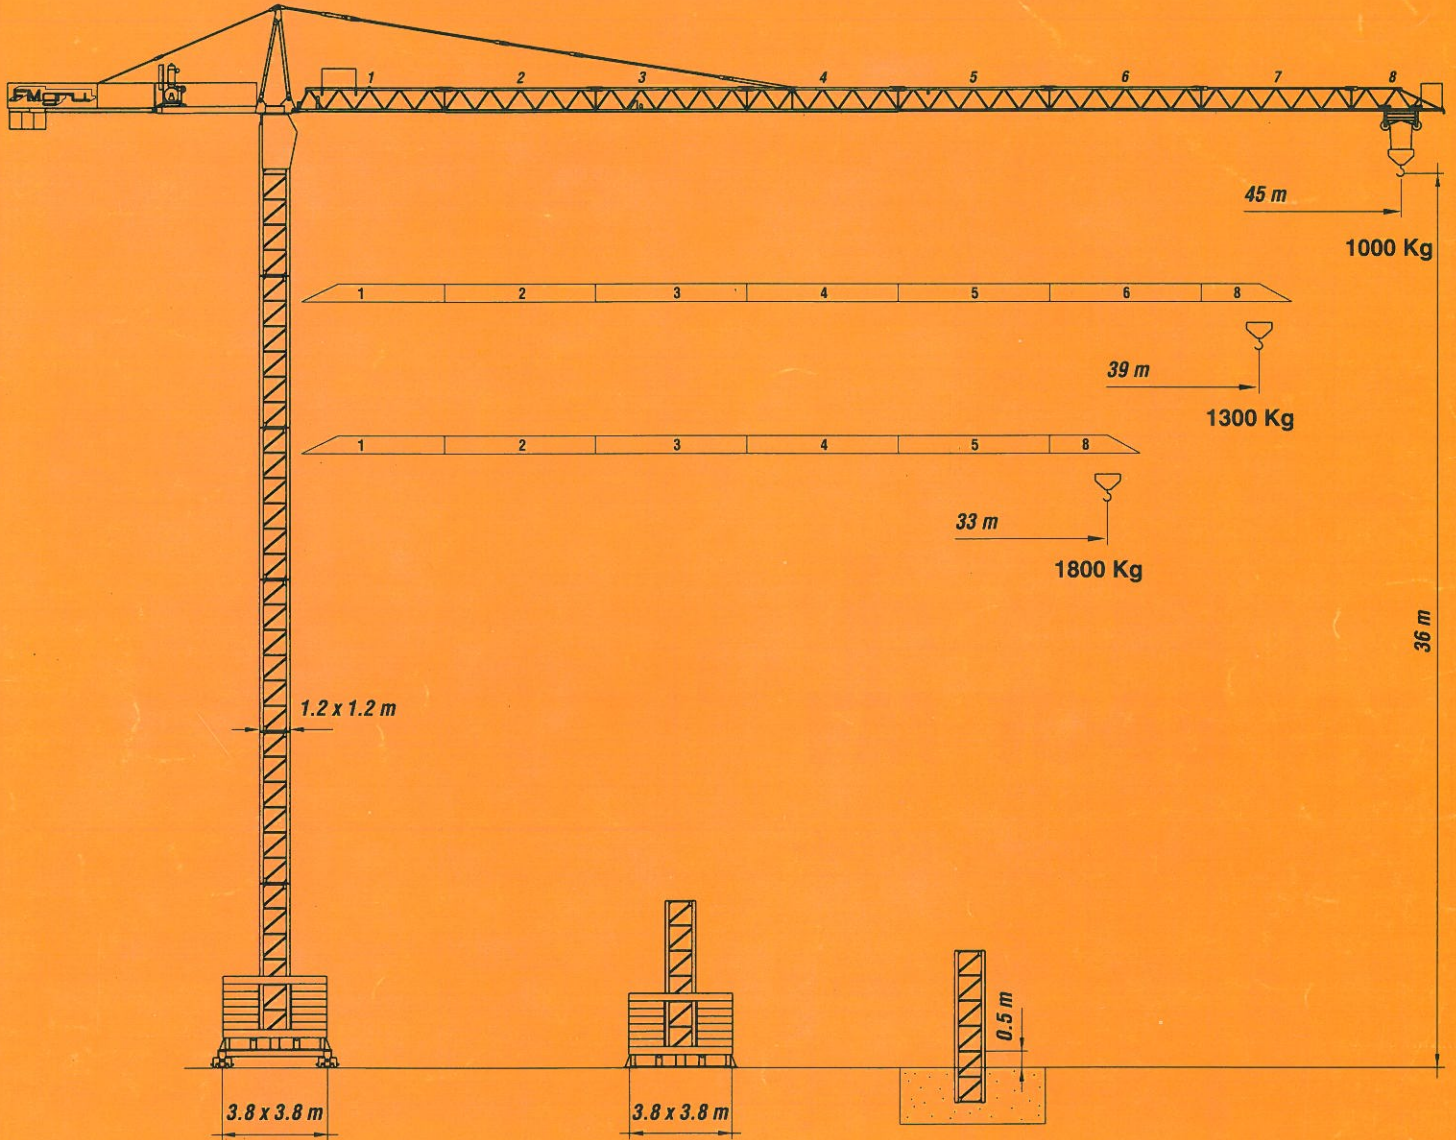 1 2 3 4 5 6 7 8
FMgru
A
45 m
1000 Kg
1 2 3 4 5 6 8
39 m
1300 Kg
1 2 3 4 5 8
33 m
1800 Kg
36 m
1.2 x 1.2 m
0.5 m
3.8 x 3.8 m
3.8 x 3.8 m